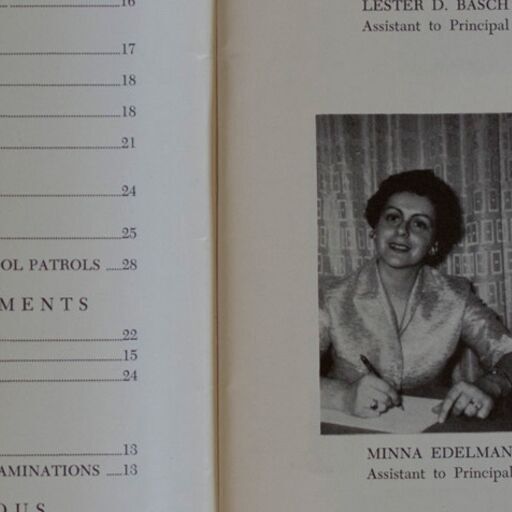 16
17
18
18
21
24
25
OL PATROLS ......28
MENTS
22
15
24
13
AMINATIONS ......13
OUS
LESTER D. BASCH
Assistant to Principal
MINNA EDELMAN
Assistant to Principal